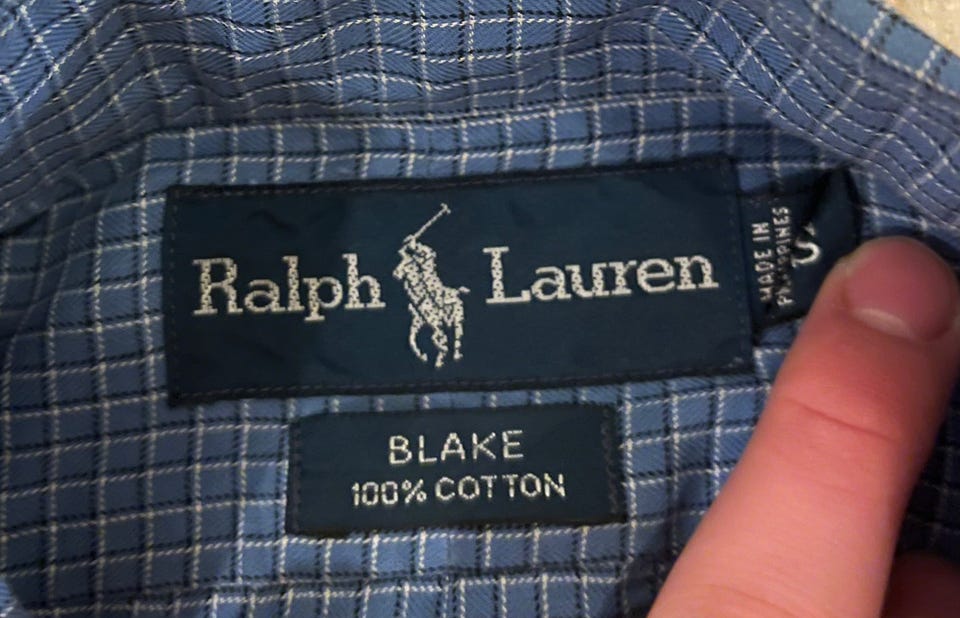 Ralph Lauren
MADE IN
PHILIPPINES
S
BLAKE
100% COTTON